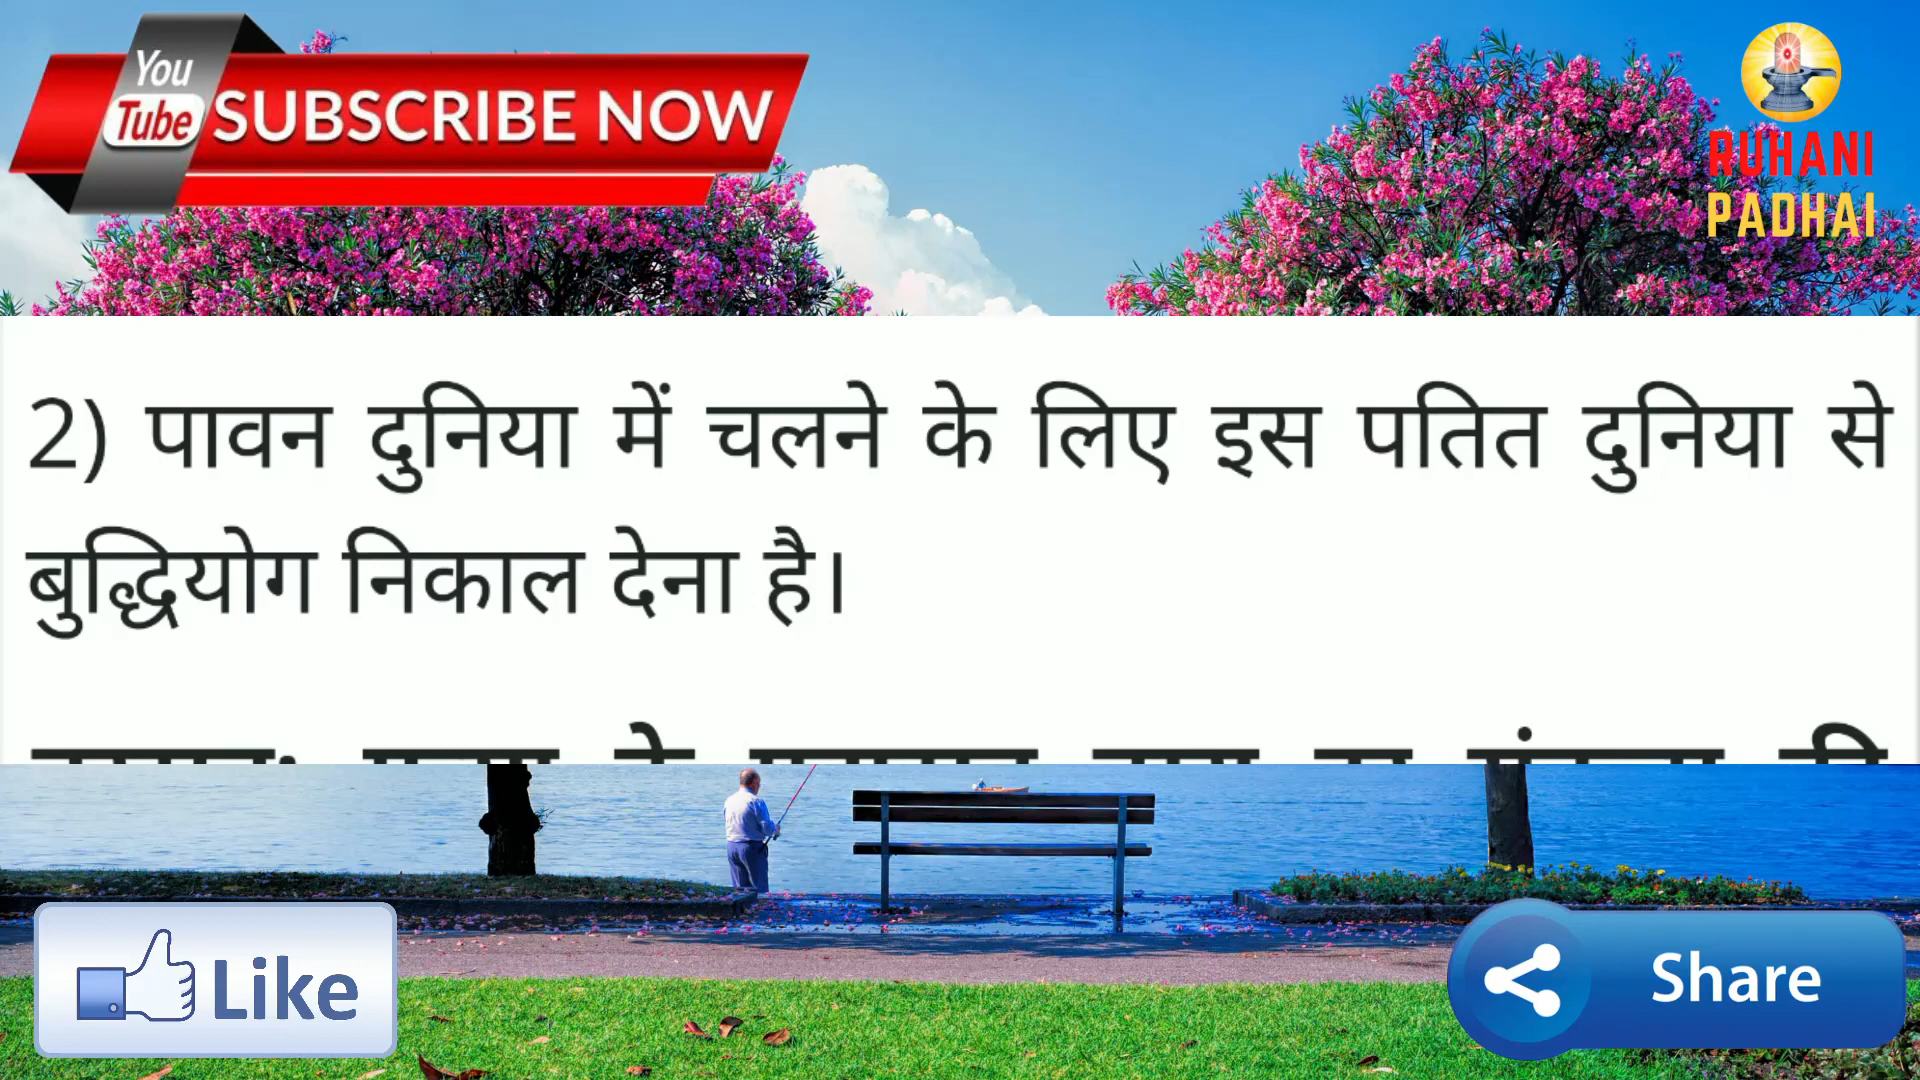 You
Tube SUBSCRIBE NOW
RUHANI
PADHAI
2) पावन दुनिया में चलने के लिए इस पतित दुनिया से
बुद्धियोग निकाल देना है।
Like
Share